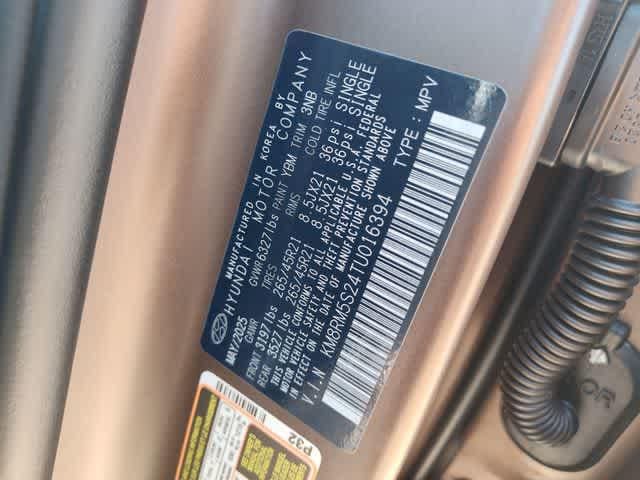 MANUFACTURED IN KOREA BY
HYUNDAI MOTOR COMPANY
MAY/2025 GVWR 6327lbs PAINT YBM TRIM 3NB
GAWR TIRES RIMS COLD TIRE INFL
FRONT 3197lbs 265/45R21 8.5JX21 36psi SINGLE
REAR 3527lbs 265/45R21 8.5JX21 36psi SINGLE
THIS VEHICLE CONFORMS TO ALL APPLICABLE U.S.A. FEDERAL
MOTOR VEHICLE SAFETY, THEFT PREVENTION STANDARDS
IN EFFECT ON THE DATE OF MANUFACTURE SHOWN ABOVE
V.I.N KM8RM5S24TU016394 TYPE : MPV
P32